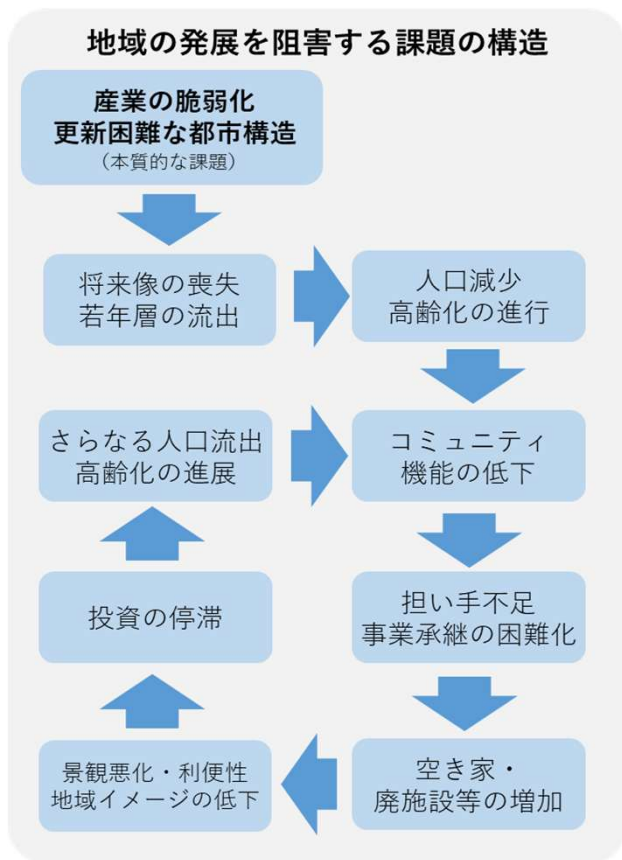 地域の発展を阻害する課題の構造
産業の脆弱化
更新困難な都市構造
（本質的な課題）
将来像の喪失
若年層の流出
人口減少
高齢化の進行
さらなる人口流出
高齢化の進展
コミュニティ
機能の低下
投資の停滞
担い手不足
事業承継の困難化
景観悪化・利便性
地域イメージの低下
空き家・
廃施設等の増加